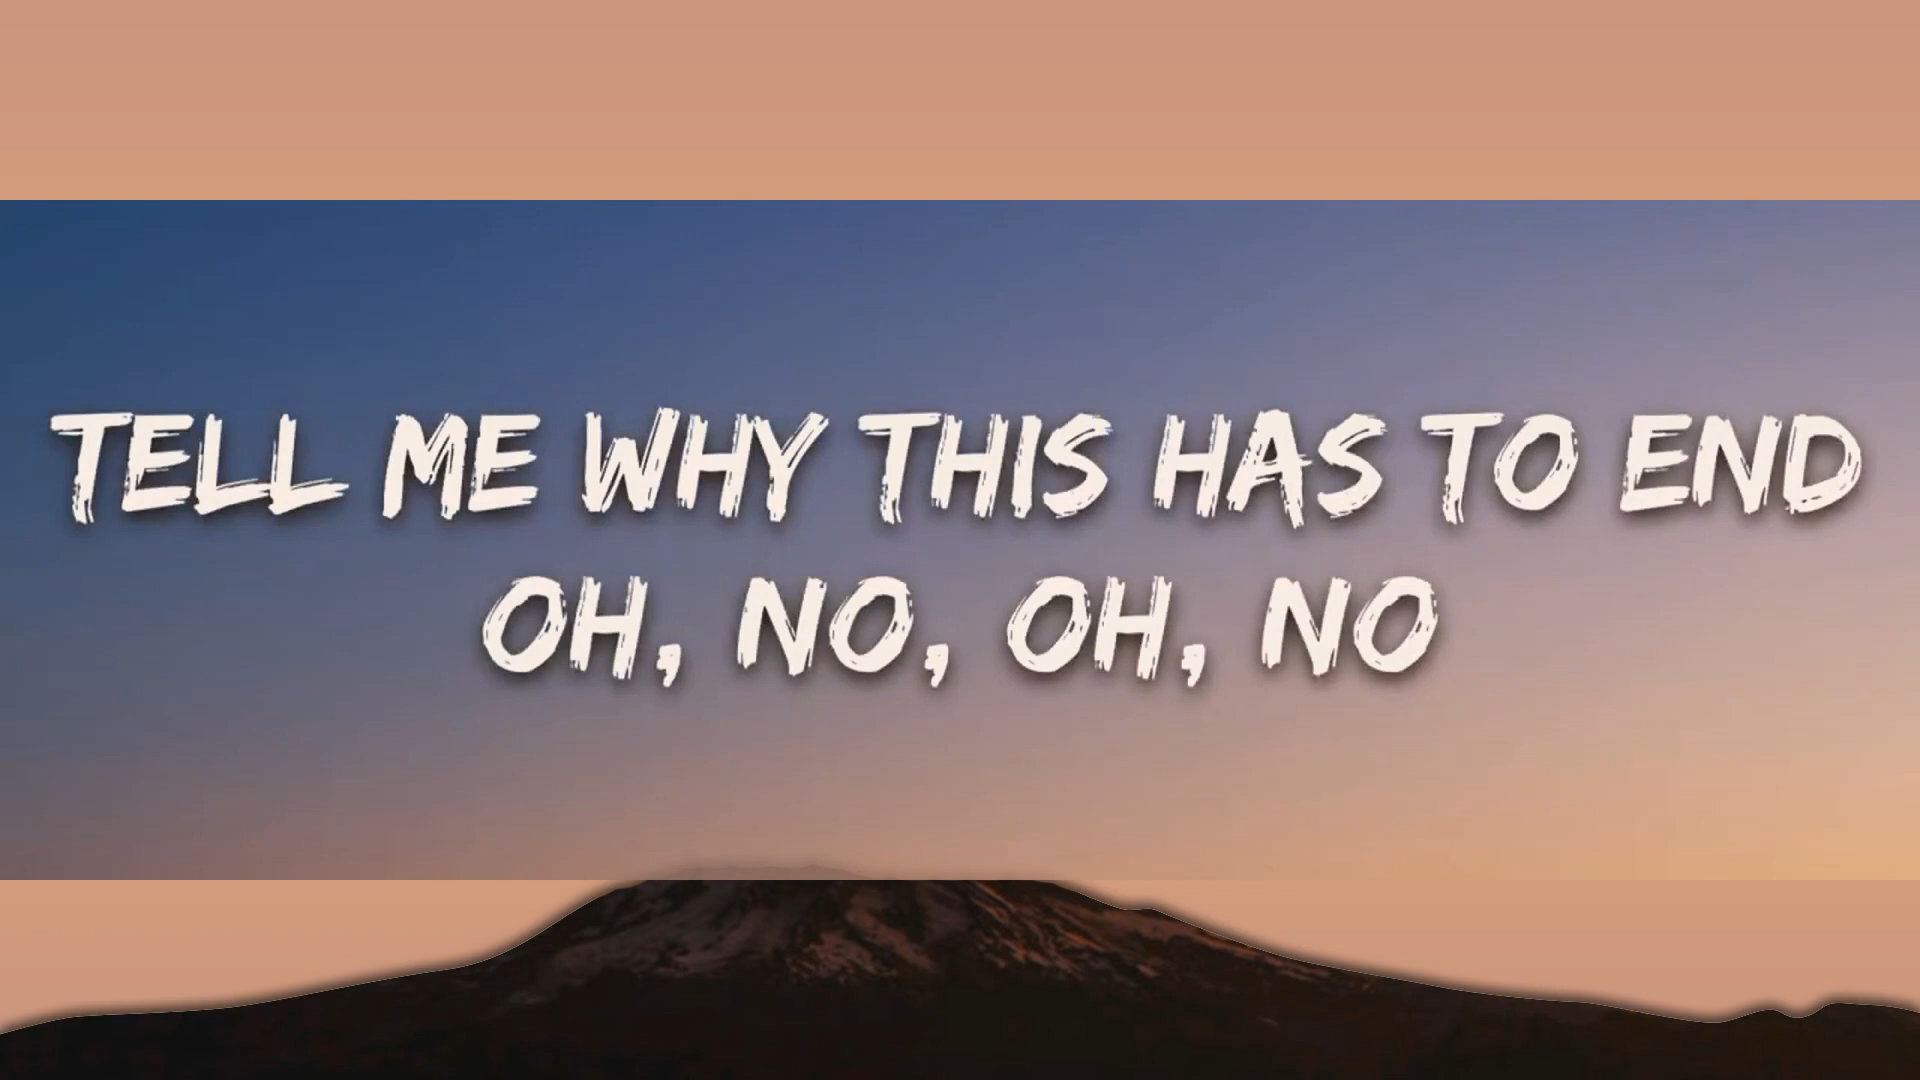 TELL ME WHY THIS HAS TO END
OH, NO, OH, NO